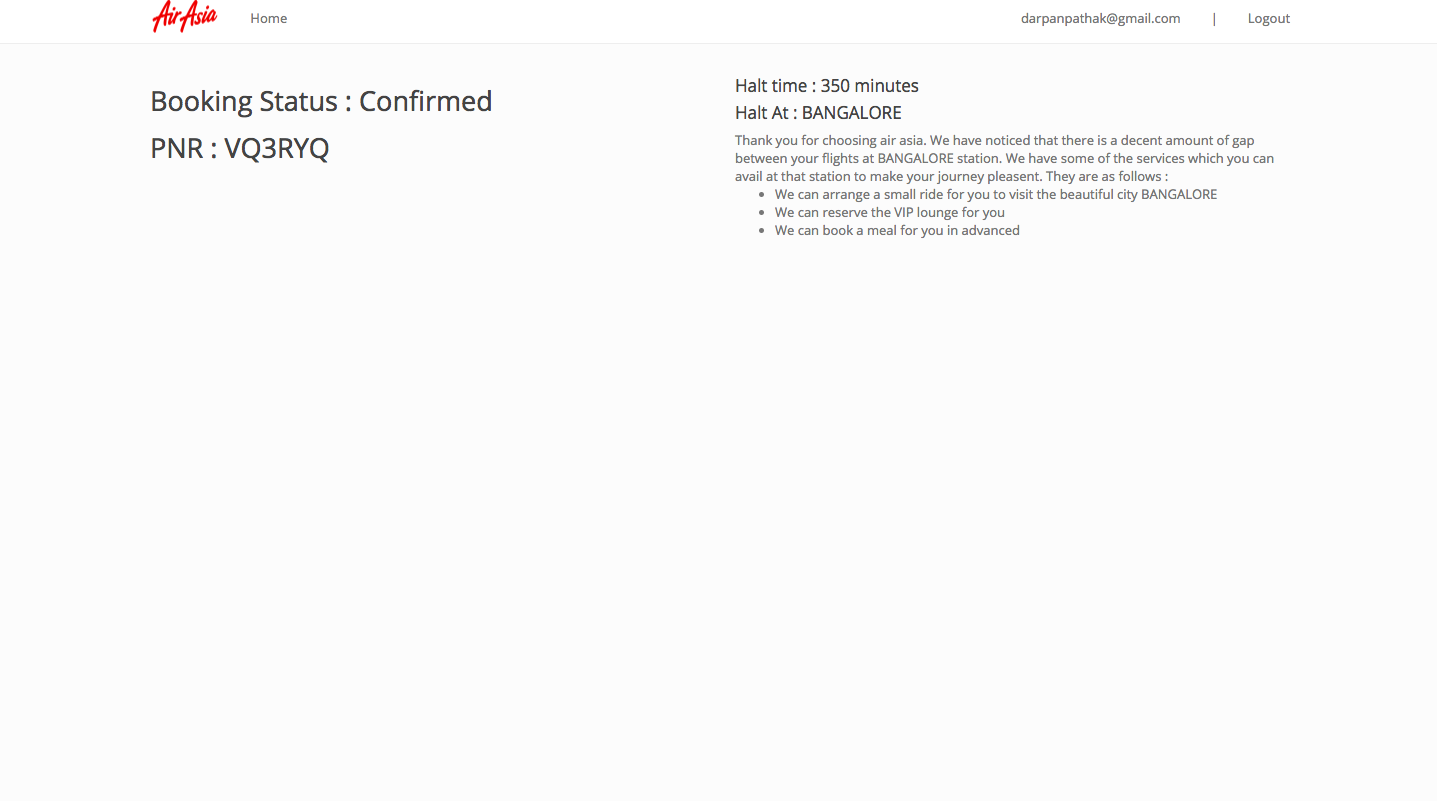 AirAsia
Home
darpanpathak@gmail.com
|
Logout
Booking Status : Confirmed
PNR : VQ3RYQ
Halt time : 350 minutes
Halt At : BANGALORE
Thank you for choosing air asia. We have noticed that there is a decent amount of gap
between your flights at BANGALORE station. We have some of the services which you can
avail at that station to make your journey pleasent. They are as follows :
• We can arrange a small ride for you to visit the beautiful city BANGALORE
• We can reserve the VIP lounge for you
• We can book a meal for you in advanced